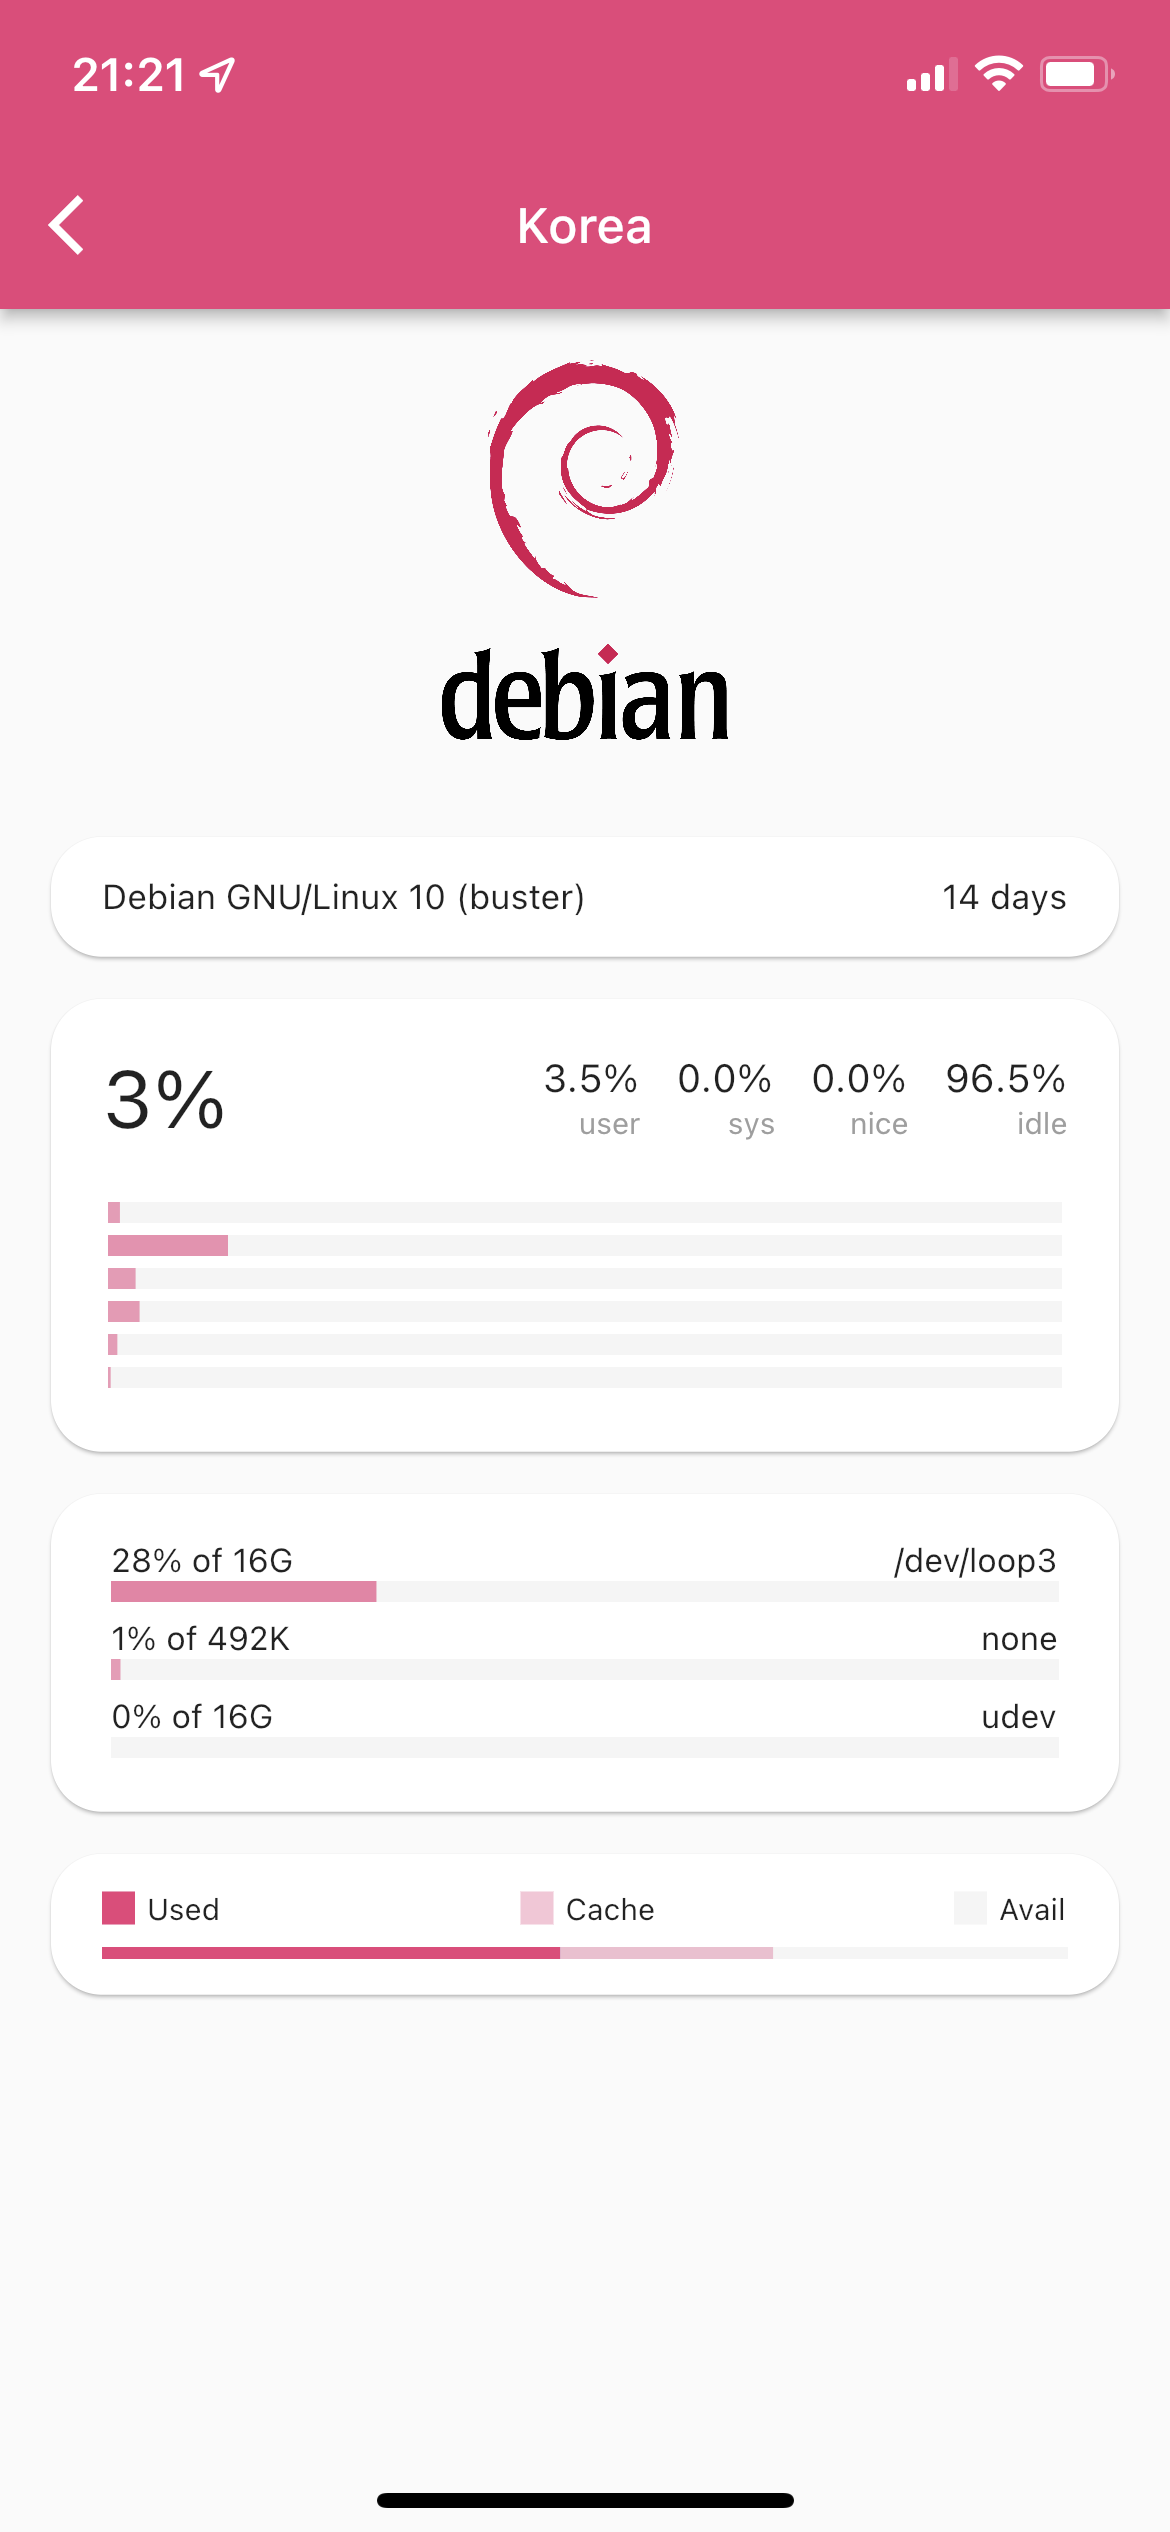 21:21
Korea
debian
Debian GNU/Linux 10 (buster) 14 days
3% 3.5% 0.0% 0.0% 96.5%
user sys nice idle
28% of 16G /dev/loop3
1% of 492K none
0% of 16G udev
Used Cache Avail